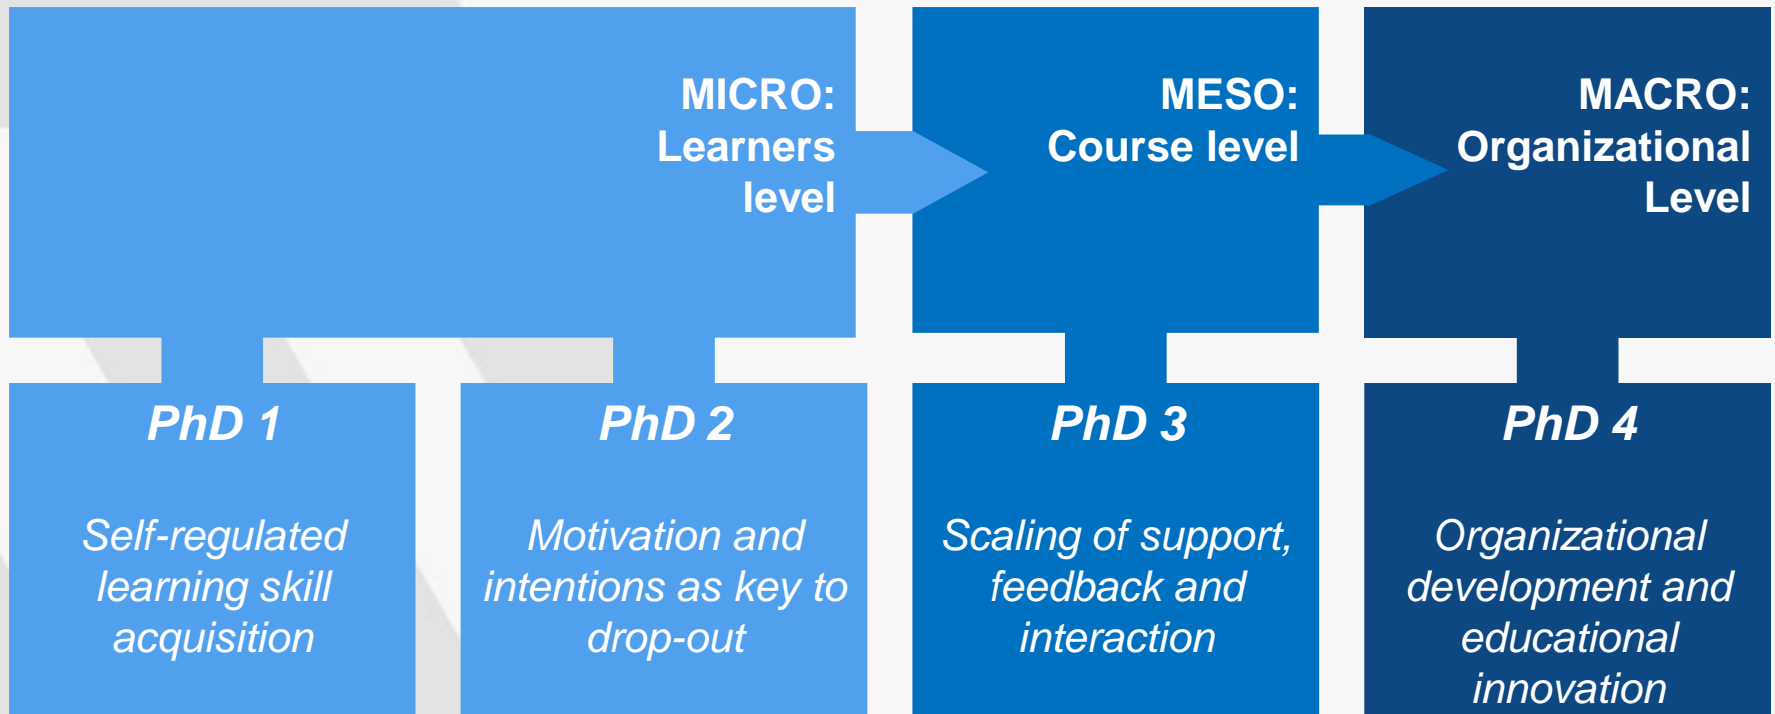 MICRO:
Learners
level
MESO:
Course level
MACRO:
Organizational
Level
PhD 1
Self-regulated
learning skill
acquisition
PhD 2
Motivation and
intentions as key to
drop-out
PhD 3
Scaling of support,
feedback and
interaction
PhD 4
Organizational
development and
educational
innovation